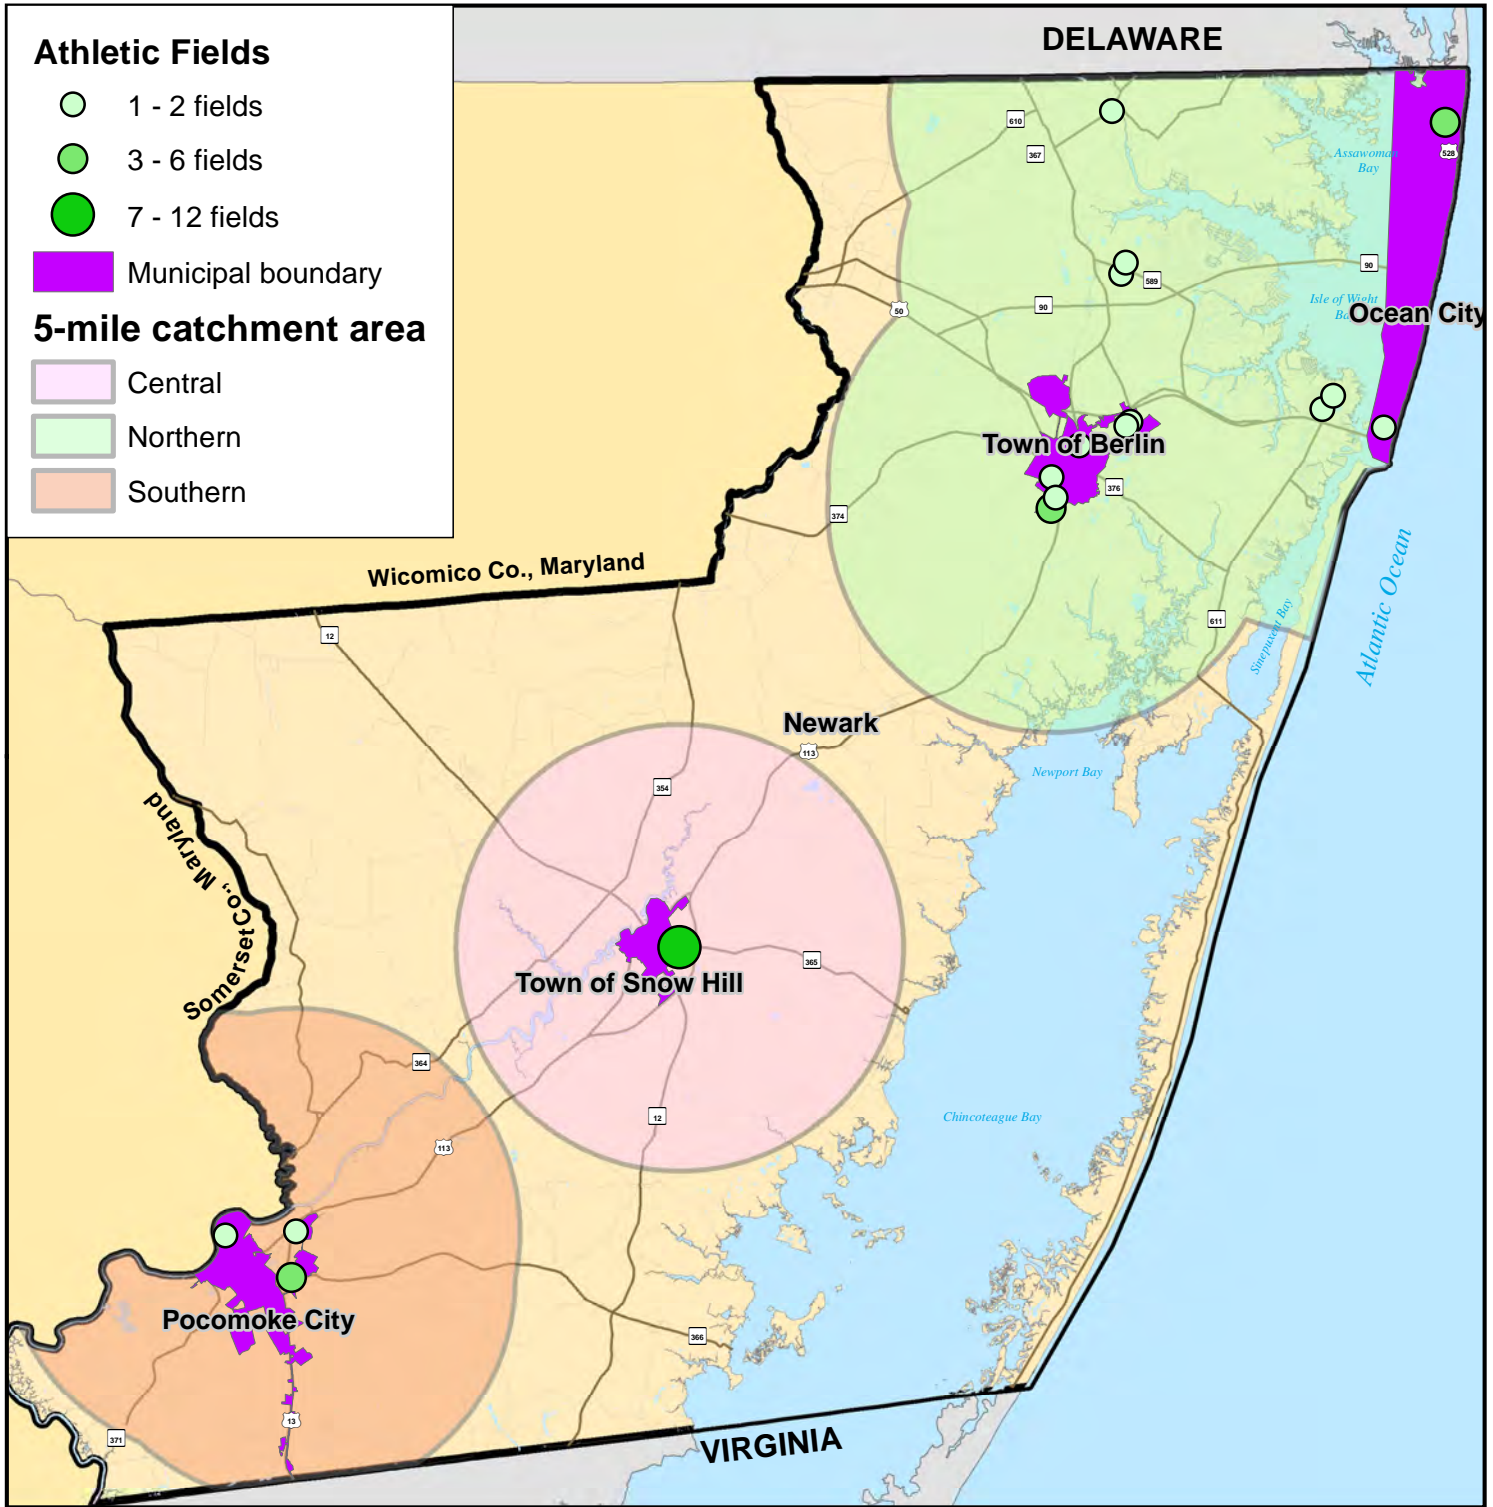 Athletic Fields
1 - 2 fields
3 - 6 fields
7 - 12 fields
Municipal boundary
5-mile catchment area
Central
Northern
Southern
DELAWARE
610
367
Assawoman
Bay
528
90
589
Isle of Wight
Ocean City
90
50
Town of Berlin
376
374
Wicomico Co., Maryland
Atlantic Ocean
12
611
Sinepuxent Bay
Newark
113
Newport Bay
354
Somerset Co., Maryland
365
Town of Snow Hill
364
12
Chincoteague Bay
113
Pocomoke City
366
13
371
VIRGINIA